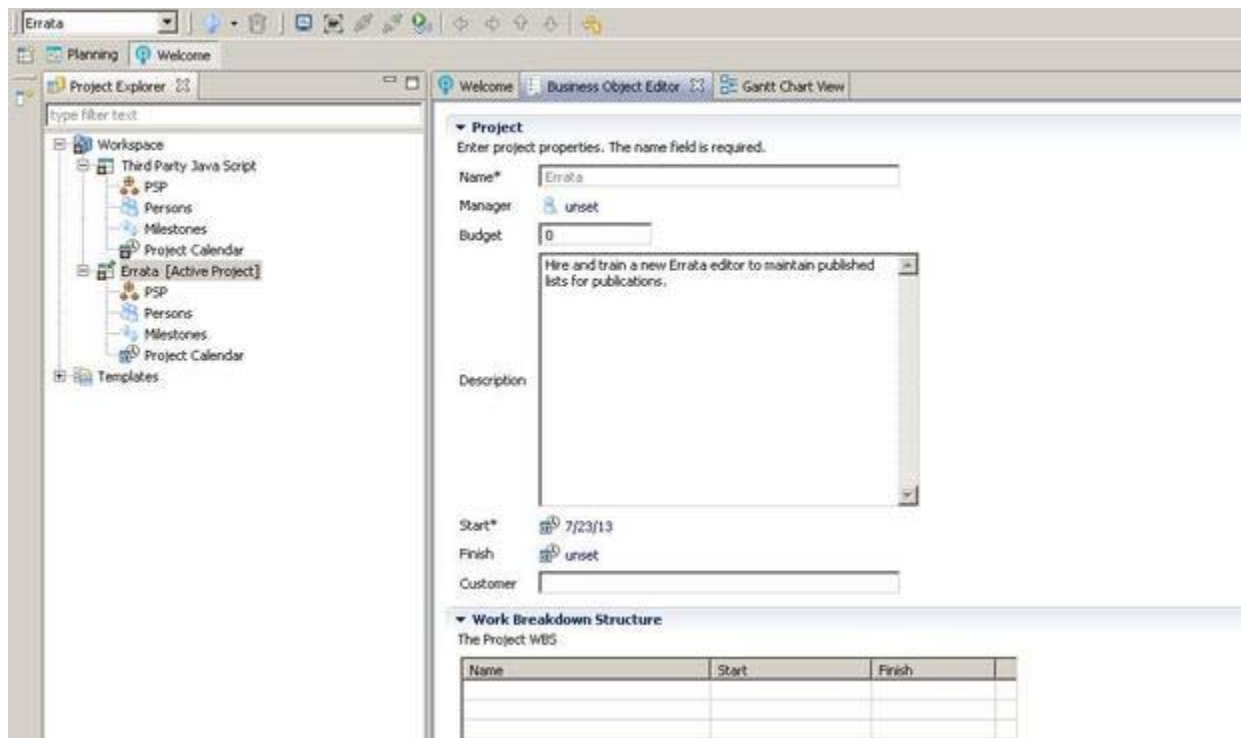 Errata
Planning
Welcome
Project Explorer
type filter text
Workspace
Third Party Java Script
PSP
Persons
Milestones
Project Calendar
Errata [Active Project]
PSP
Persons
Milestones
Project Calendar
Templates
Welcome
Business Object Editor
Gantt Chart View
Project
Enter project properties. The name field is required.
Name* Errata
Manager unset
Budget 0
Hire and train a new Errata editor to maintain published
lists for publications.
Description
Start* 7/23/13
Finish unset
Customer
Work Breakdown Structure
The Project WBS
Name Start Finish